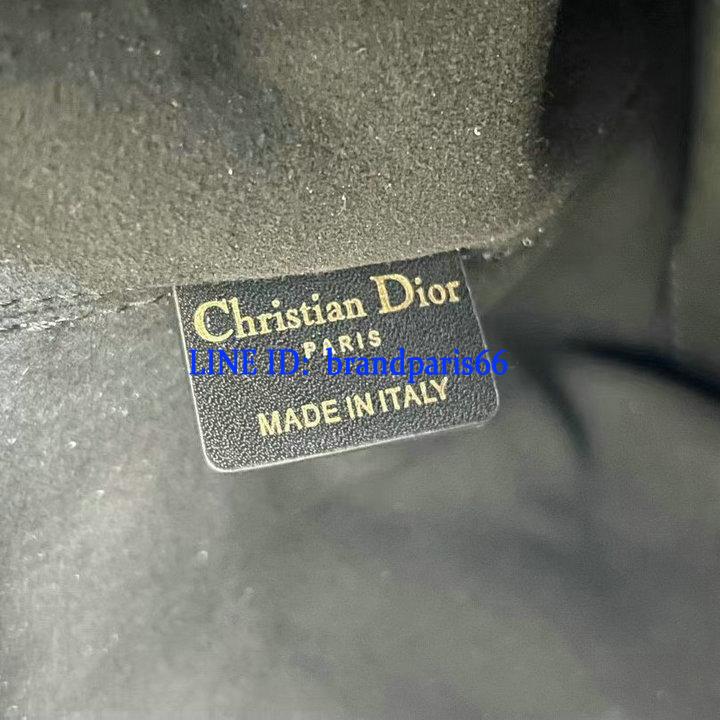 Christian Dior
PARIS
LINE ID: brandparis66
MADE IN ITALY